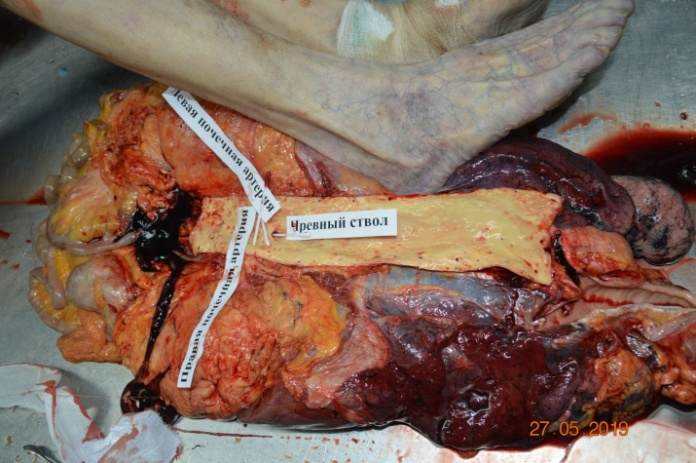 Левая почечная артерия
Чревный ствол
Правая почечная артерия
27 05 2019